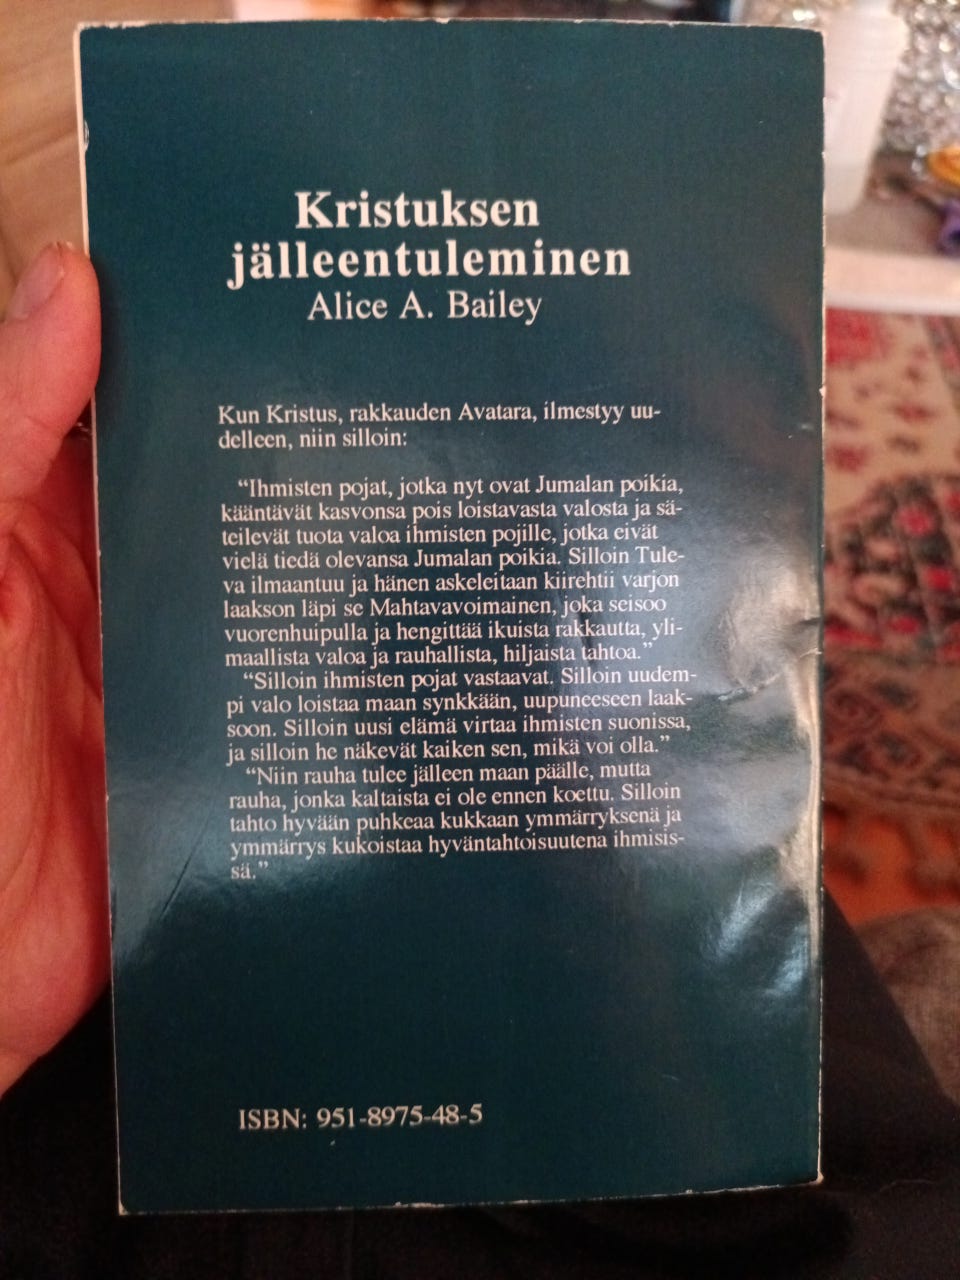 Kristuksen
jälleentuleminen
Alice A. Bailey
Kun Kristus, rakkauden Avatara, ilmestyy uu-
delleen, niin silloin:
“Ihmisten pojat, jotka nyt ovat Jumalan poikia,
kääntävät kasvonsa pois loistavasta valosta ja sä-
teilevät tuota valoa ihmisten pojille, jotka eivät
vielä tiedä olevansa Jumalan poikia. Silloin Tule-
va ilmaantuu ja hänen askeleitaan kiirehtii varjon
laakson läpi se Mahtavavoimainen, joka seisoo
vuorenhuipulla ja hengittää ikuista rakkautta, yli-
maallista valoa ja rauhallista, hiljaista tahtoa.”
“Silloin ihmisten pojat vastaavat. Silloin uudem-
pi valo loistaa maan synkkään, uupuneeseen laak-
soon. Silloin uusi elämä virtaa ihmisten suonissa,
ja silloin he näkevät kaiken sen, mikä voi olla.”
“Niin rauha tulee jälleen maan päälle, mutta
rauha, jonka kaltaista ei ole ennen koettu. Silloin
tahto hyvään puhkeaa kukkaan ymmärryksenä ja
ymmärrys kukoistaa hyväntahtoisuutena ihmisis-
sä.”
ISBN: 951-8975-48-5